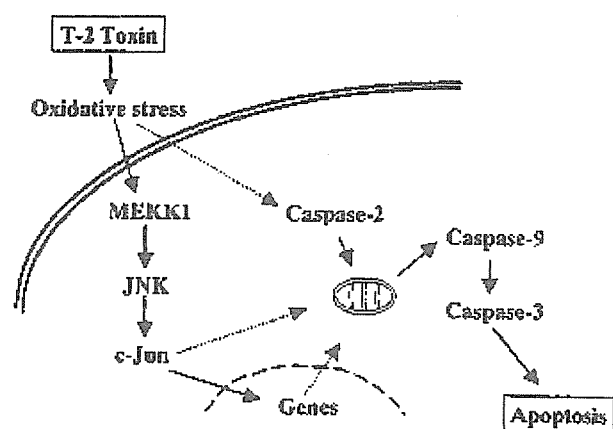 T-2 Toxin
Oxidative stress
MEKK1
Caspase-2
Caspase-9
JNK
Caspase-3
c-Jun
Genes
Apoptosis